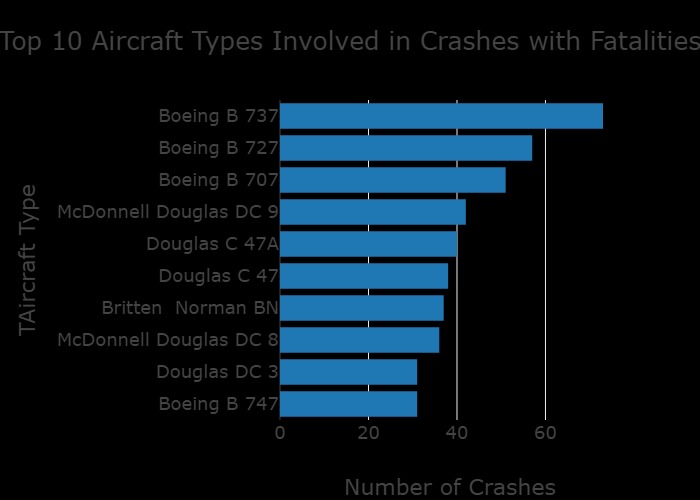 Top 10 Aircraft Types Involved in Crashes with Fatalities
TAircraft Type
Boeing B 737
Boeing B 727
Boeing B 707
McDonnell Douglas DC 9
Douglas C 47A
Douglas C 47
Britten  Norman BN
McDonnell Douglas DC 8
Douglas DC 3
Boeing B 747
0 20 40 60
Number of Crashes